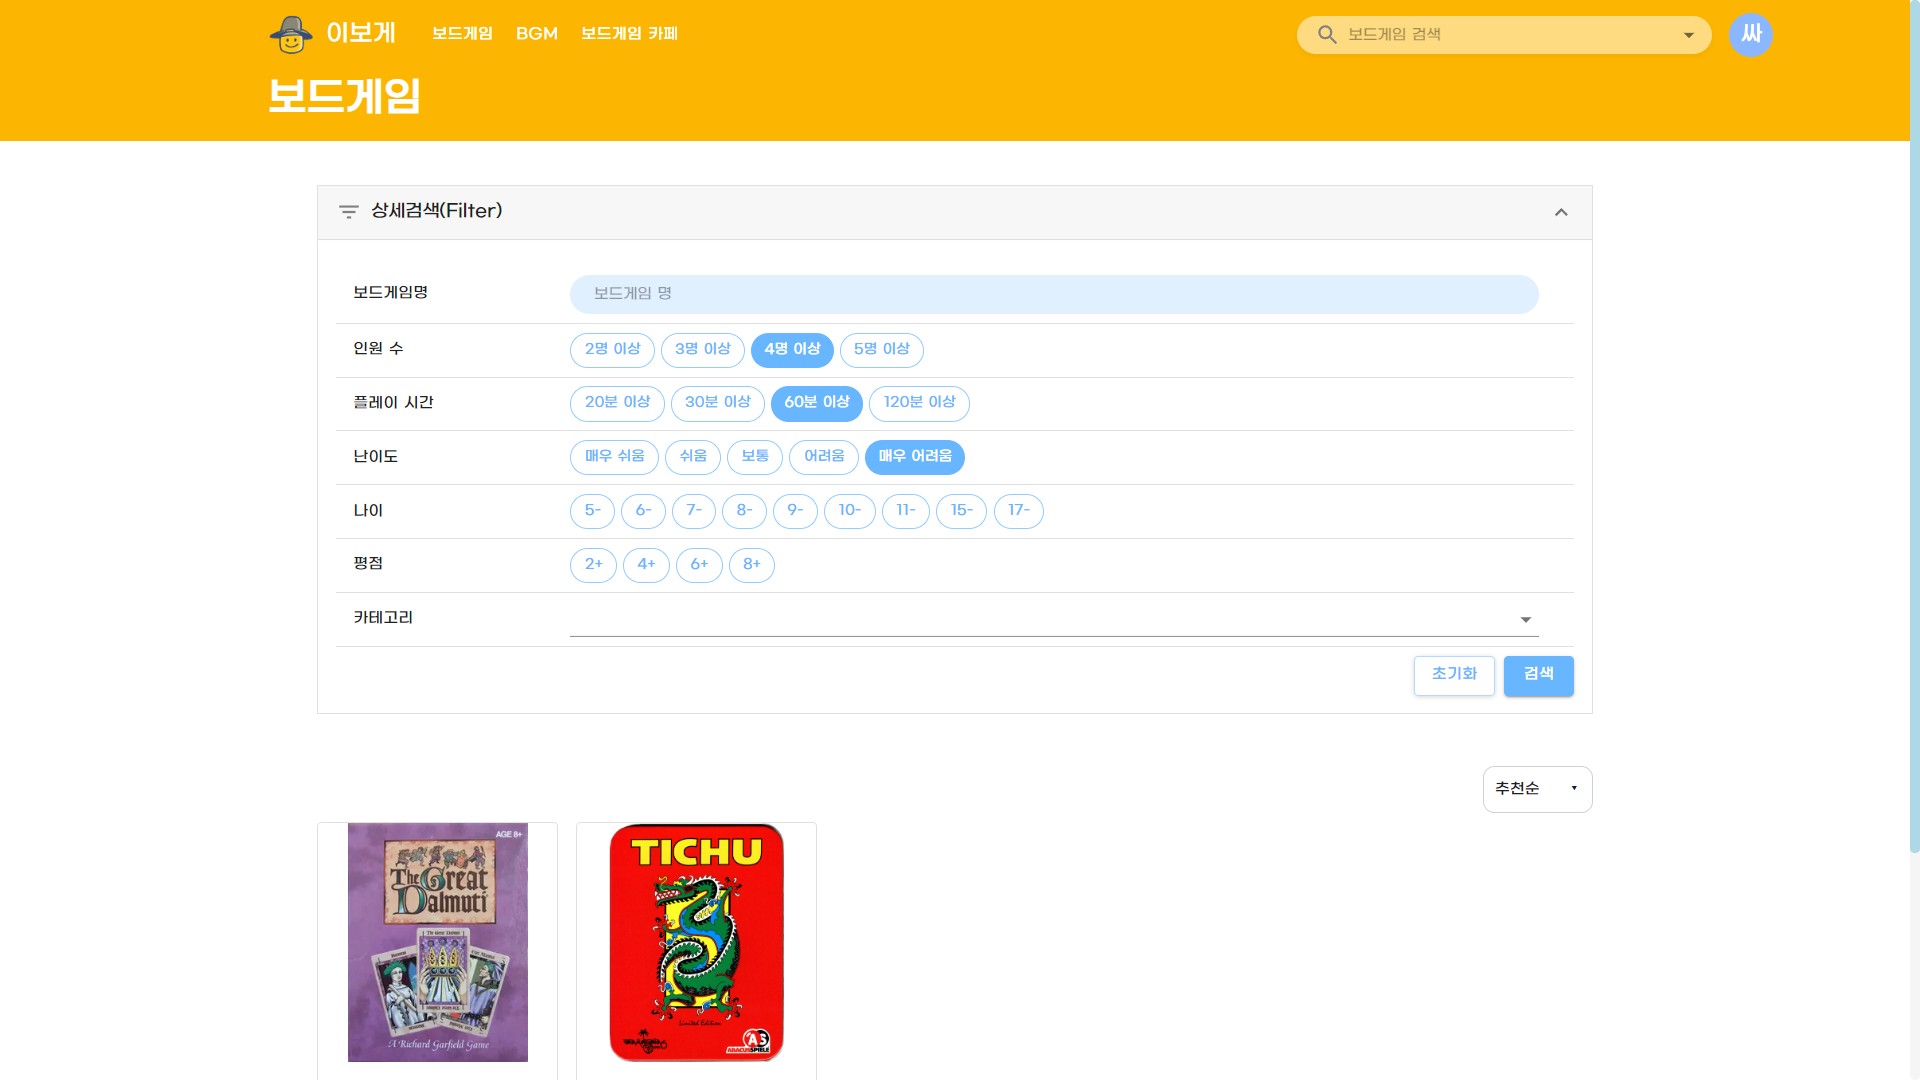 이보게 보드게임 BGM 보드게임 카페 보드게임 검색 싸
보드게임
상세검색(Filter)
보드게임명 보드게임 명
인원 수 2명 이상 3명 이상 4명 이상 5명 이상
플레이 시간 20분 이상 30분 이상 60분 이상 120분 이상
난이도 매우 쉬움 쉬움 보통 어려움 매우 어려움
나이 5- 6- 7- 8- 9- 10- 11- 15- 17-
평점 2+ 4+ 6+ 8+
카테고리
초기화 검색
추천순
AGE 8+
The Great
Dalmuti
A Richard Garfield Game
TICHU
Limited Edition
ABACUSSPIELE